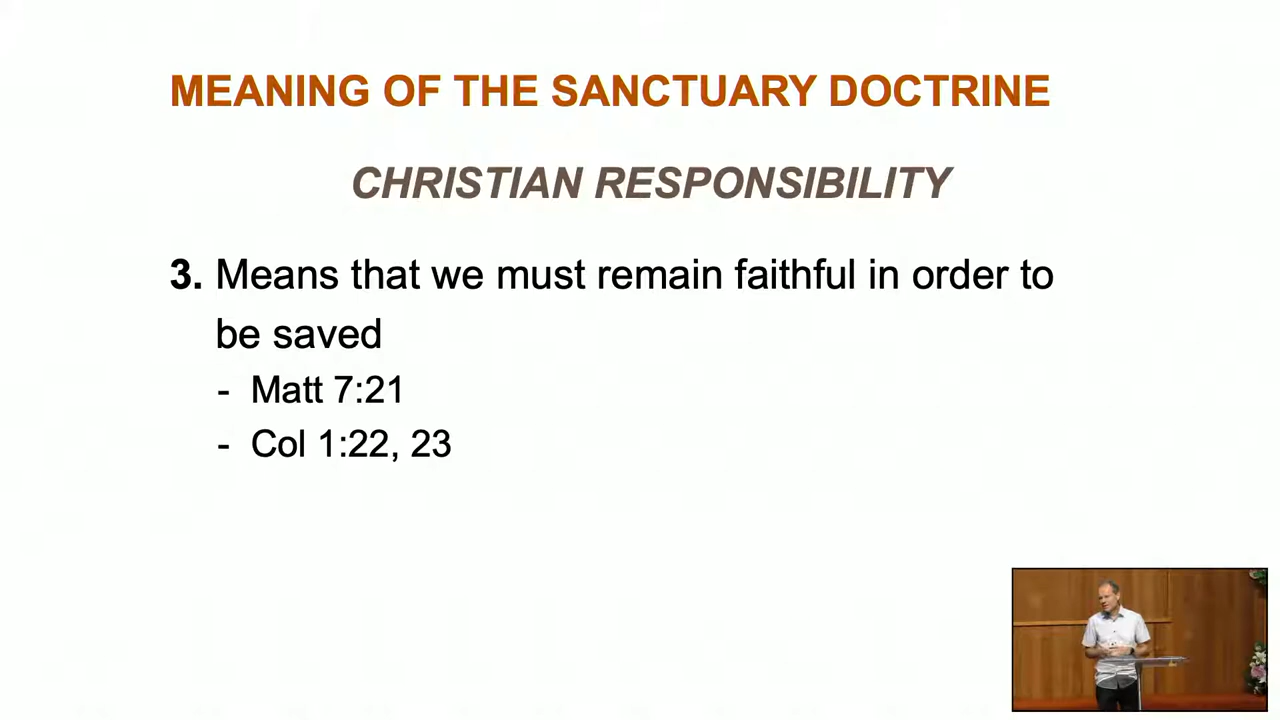 MEANING OF THE SANCTUARY DOCTRINE
CHRISTIAN RESPONSIBILITY
3. Means that we must remain faithful in order to
be saved
- Matt 7:21
- Col 1:22, 23